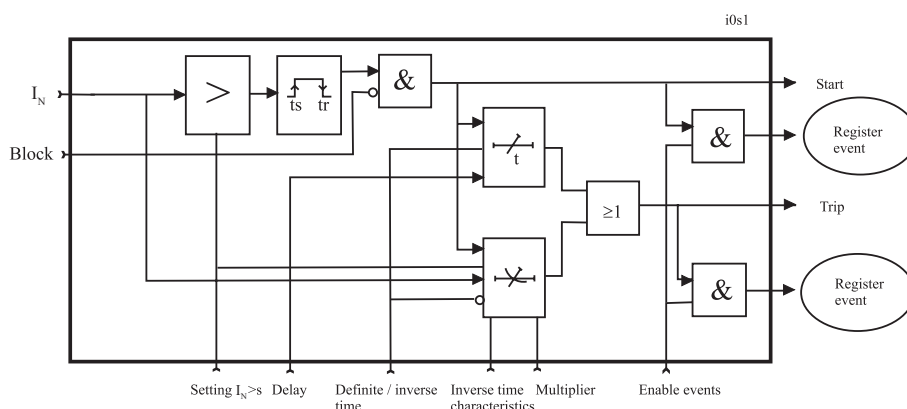 i0s1
>
ts tr
&
I_N
Start
Block
t
&
Register
event
≥1
Trip
&
Register
event
Setting I_N>s
Delay
Definite / inverse
time
Inverse time
characteristics
Multiplier
Enable events